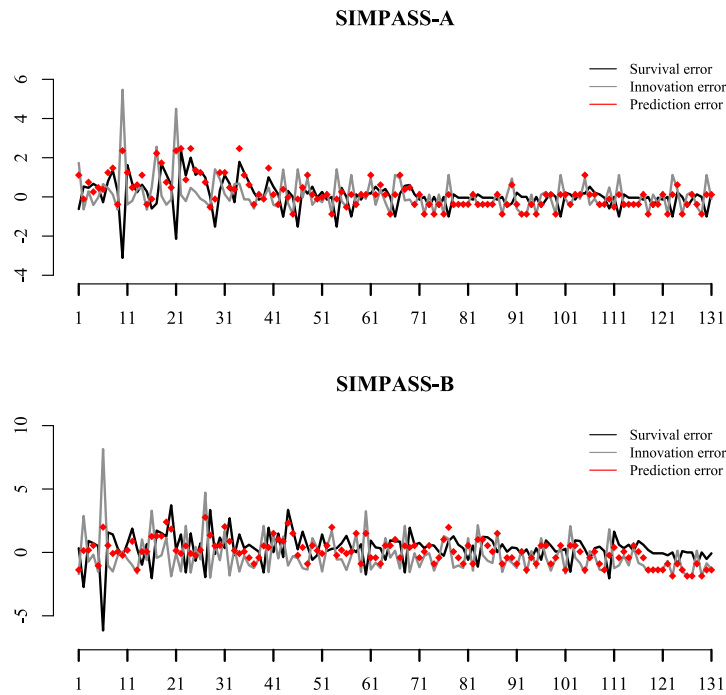 SIMPASS-A
Survival error
Innovation error
Prediction error
6
4
2
0
-2
-4
1 11 21 31 41 51 61 71 81 91 101 111 121 131
SIMPASS-B
Survival error
Innovation error
Prediction error
10
5
0
-5
1 11 21 31 41 51 61 71 81 91 101 111 121 131